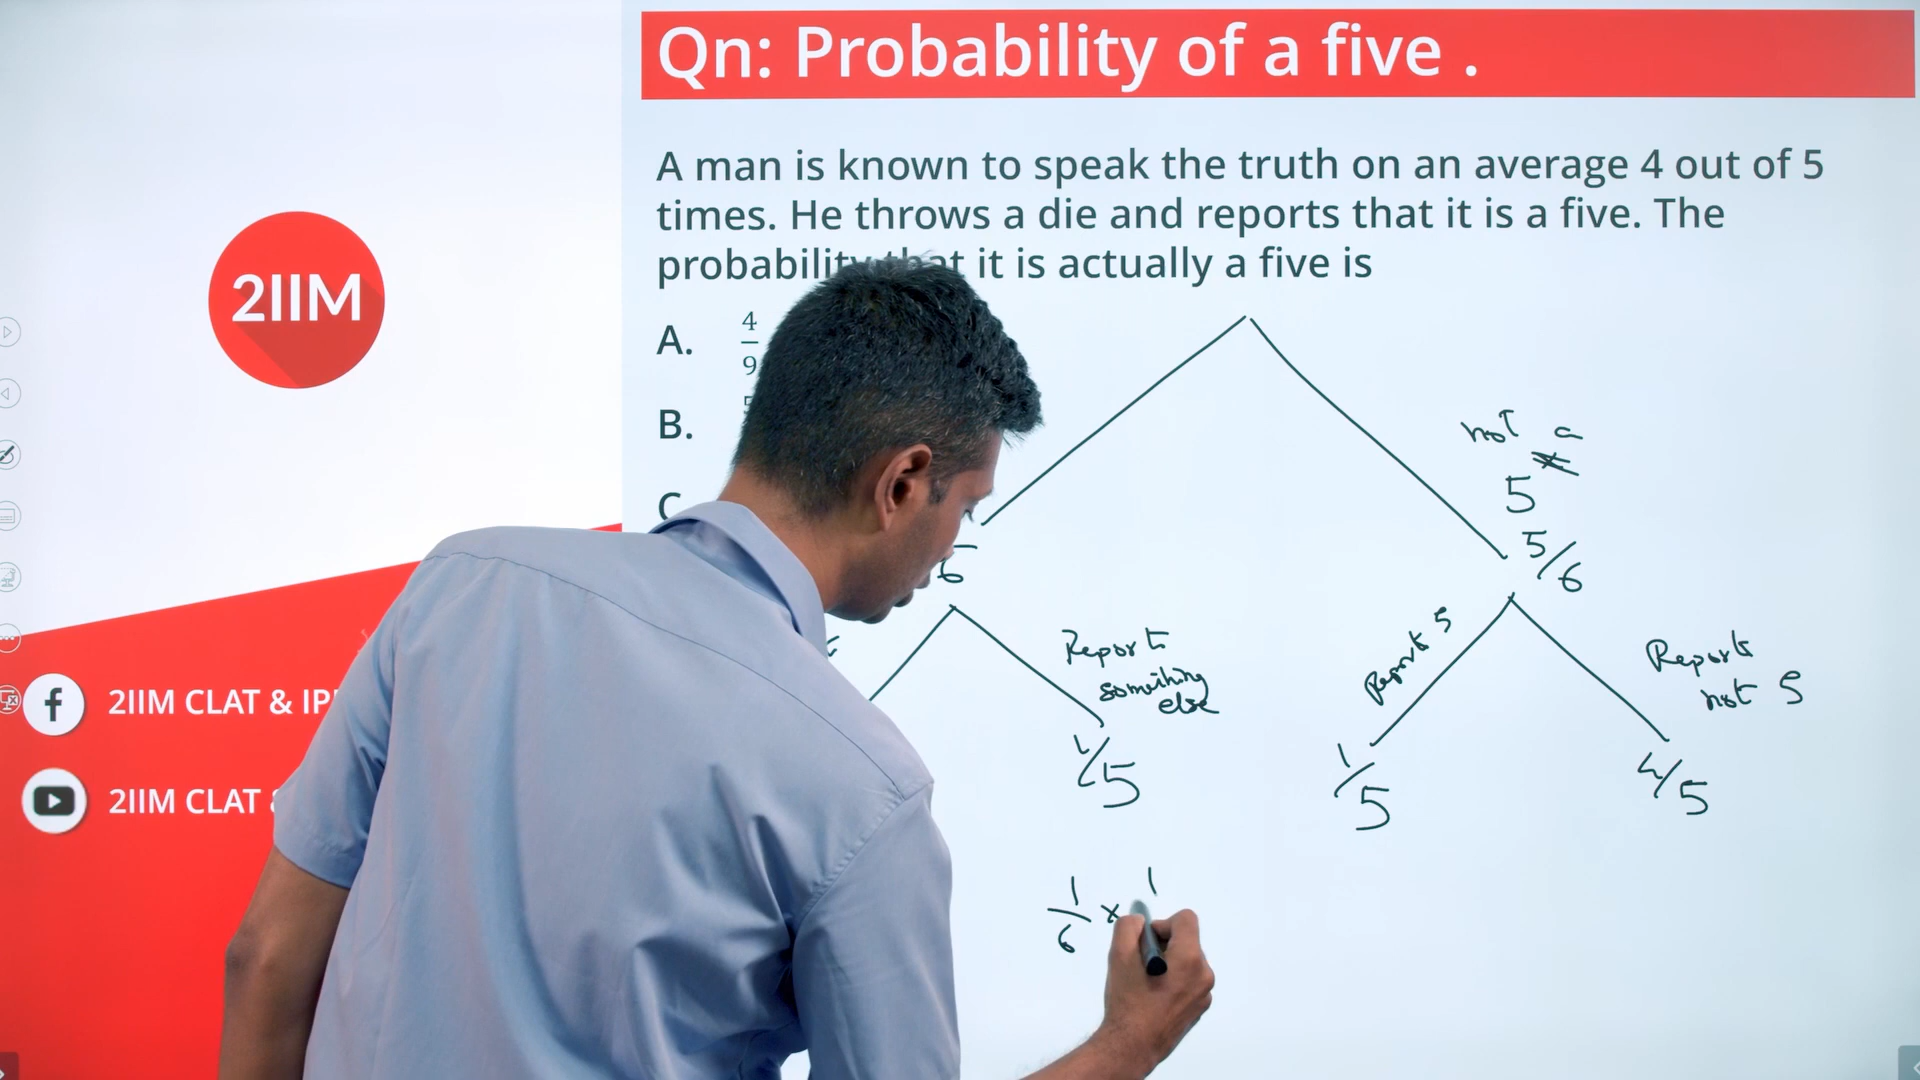 Qn: Probability of a five .
A man is known to speak the truth on an average 4 out of 5
times. He throws a die and reports that it is a five. The
it is actually a five is
A. 4/9
B.
C
2IIM
not a
5
5/6
6
Reports
something
else
1/5
Reports 5
1/5
Reports
not 5
4/5
1/6 × 1
2IIM CLAT & IP
2IIM CLAT